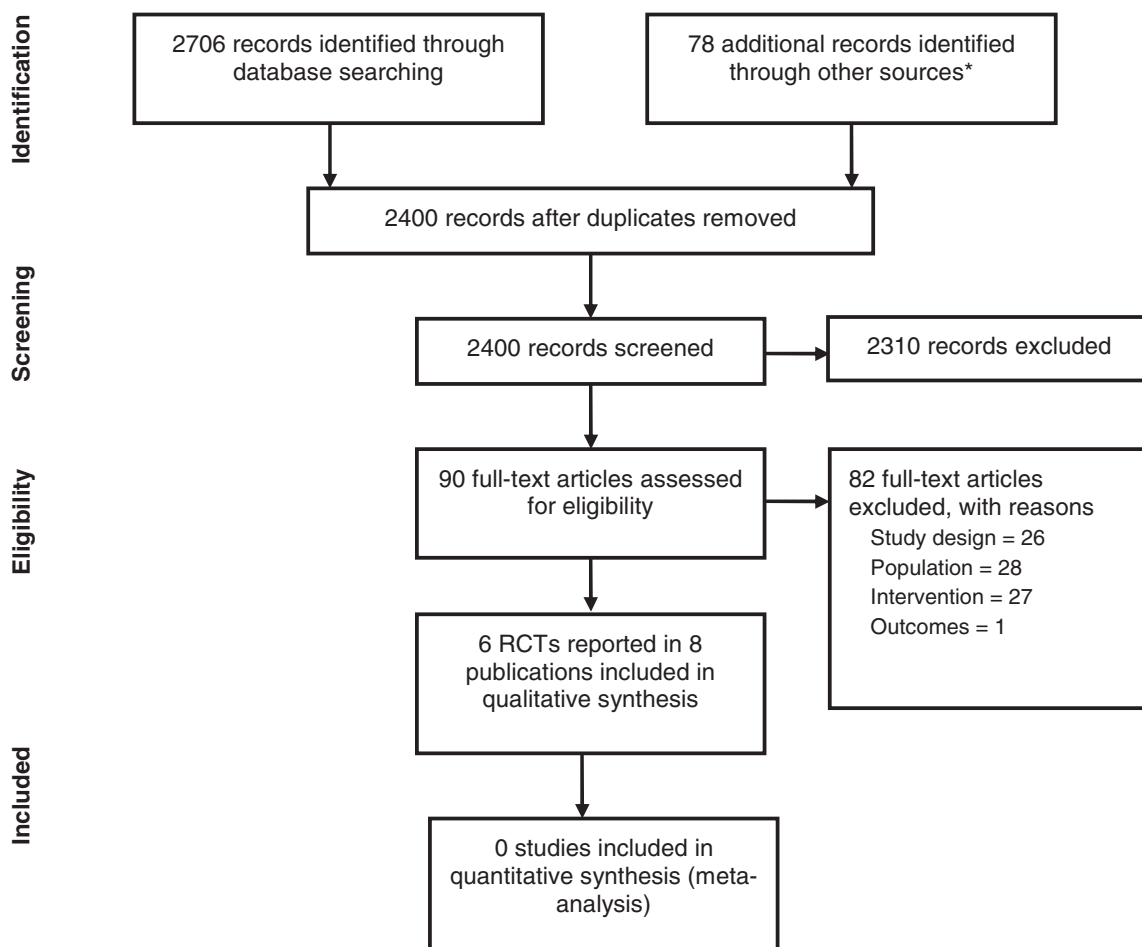 Identification
2706 records identified through
database searching
78 additional records identified
through other sources*
2400 records after duplicates removed
Screening
2400 records screened
2310 records excluded
Eligibility
90 full-text articles assessed
for eligibility
82 full-text articles
excluded, with reasons
Study design = 26
Population = 28
Intervention = 27
Outcomes = 1
6 RCTs reported in 8
publications included in
qualitative synthesis
Included
0 studies included in
quantitative synthesis (meta-
analysis)